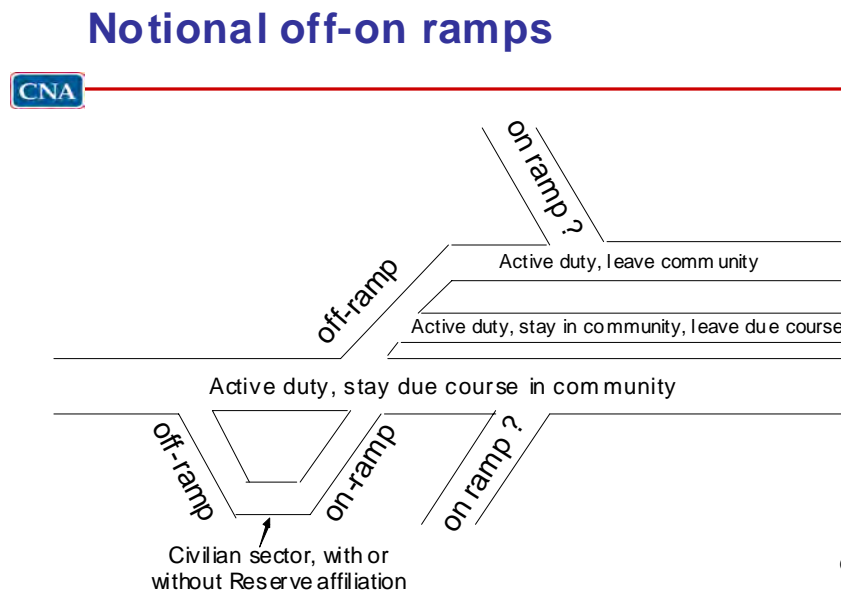 Notional off-on ramps
CNA
on ramp ?
Active duty, leave community
off-ramp
Active duty, stay in community, leave due course
Active duty, stay due course in community
off-ramp
on-ramp
on ramp ?
Civilian sector, with or
without Reserve affiliation